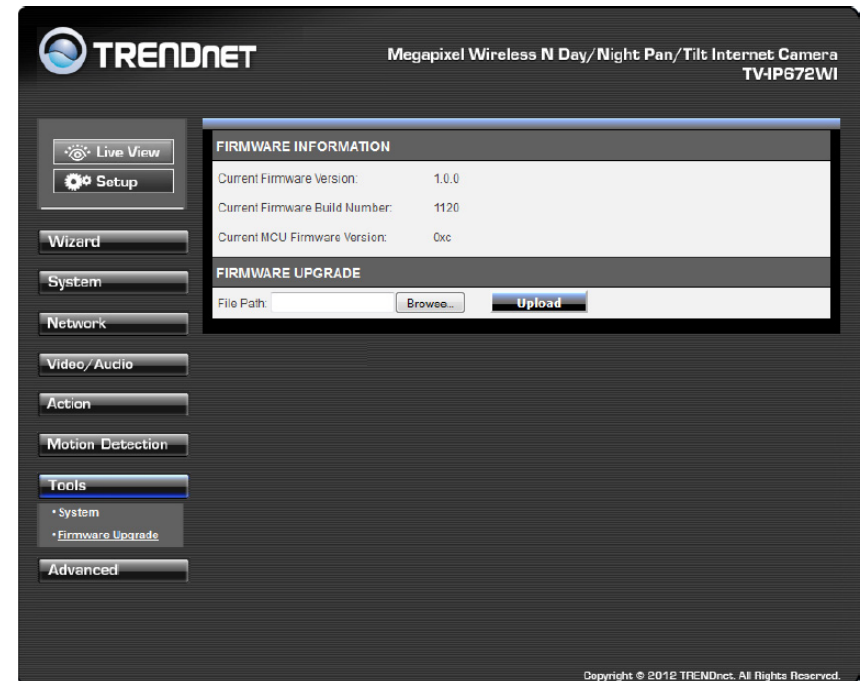 TRENDNET
Megapixel Wireless N Day/Night Pan/Tilt Internet Camera
TV-IP672WI
Live View
Setup
Wizard
System
Network
Video/Audio
Action
Motion Detection
Tools
• System
• Firmware Upgrade
Advanced
FIRMWARE INFORMATION
Current Firmware Version: 1.0.0
Current Firmware Build Number: 1120
Current MCU Firmware Version: 0xc
FIRMWARE UPGRADE
File Path: Browse... Upload
Copyright © 2012 TRENDnet. All Rights Reserved.